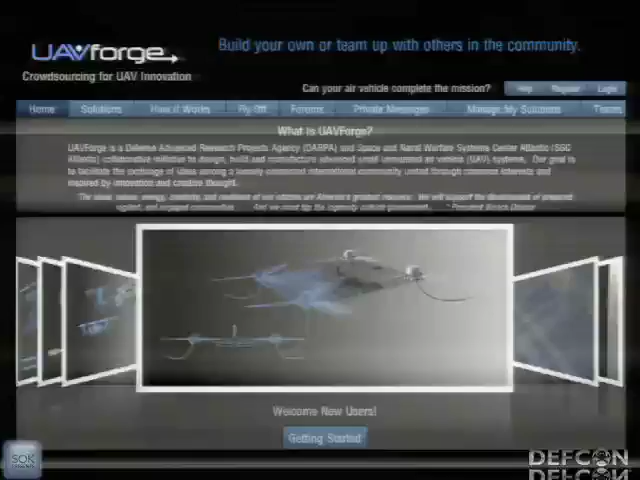 UAVforge
Build your own or team up with others in the community.
Crowdsourcing for UAV Innovation
Can your air vehicle complete the mission?
Help Register Login
Home Solutions How it Works Fly Off Forums Private Messages Manage My Solutions Teams
What is UAVForge?
UAVForge is a Defense Advanced Research Projects Agency (DARPA) and Space and Naval Warfare Systems Center Atlantic (SSC
Atlantic) collaborative initiative to design, build and manufacture advanced small unmanned air vehicle (UAV) systems. Our goal is
to facilitate the exchange of ideas among a loosely connected international community united through common interests and
inspired by innovation and creative thought.
Welcome New Users!
Getting Started
SOK
DEFCON